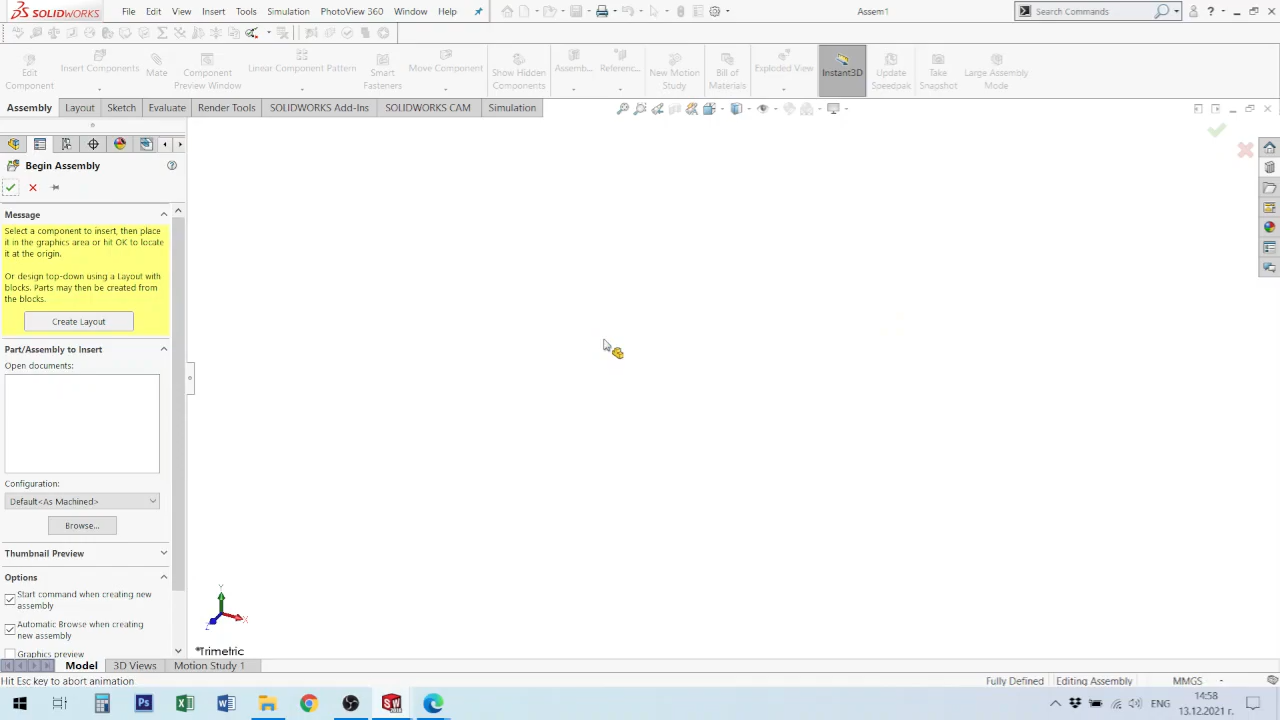 SOLIDWORKS File Edit View Insert Tools Simulation PhotoView 360 Window Help Assem1 Search Commands
Edit Component Insert Components Mate Component Preview Window Linear Component Pattern Smart Fasteners Move Component Show Hidden Components Assemb... Referenc... New Motion Study Bill of Materials Exploded View Instant3D Update Speedpak Take Snapshot Large Assembly Mode
Assembly Layout Sketch Evaluate Render Tools SOLIDWORKS Add-Ins SOLIDWORKS CAM Simulation
Begin Assembly
Message
Select a component to insert, then place
it in the graphics area or hit OK to locate
it at the origin.
Or design top-down using a Layout with
blocks. Parts may then be created from
the blocks.
Create Layout
Part/Assembly to Insert
Open documents:
Configuration:
Default<As Machined>
Browse...
Thumbnail Preview
Options
Start command when creating new
assembly
Automatic Browse when creating
new assembly
Graphics preview
Y
X
Z
*Trimetric
Model 3D Views Motion Study 1
Hit Esc key to abort animation Fully Defined Editing Assembly MMGS
ENG 14:58
13.12.2021 г.